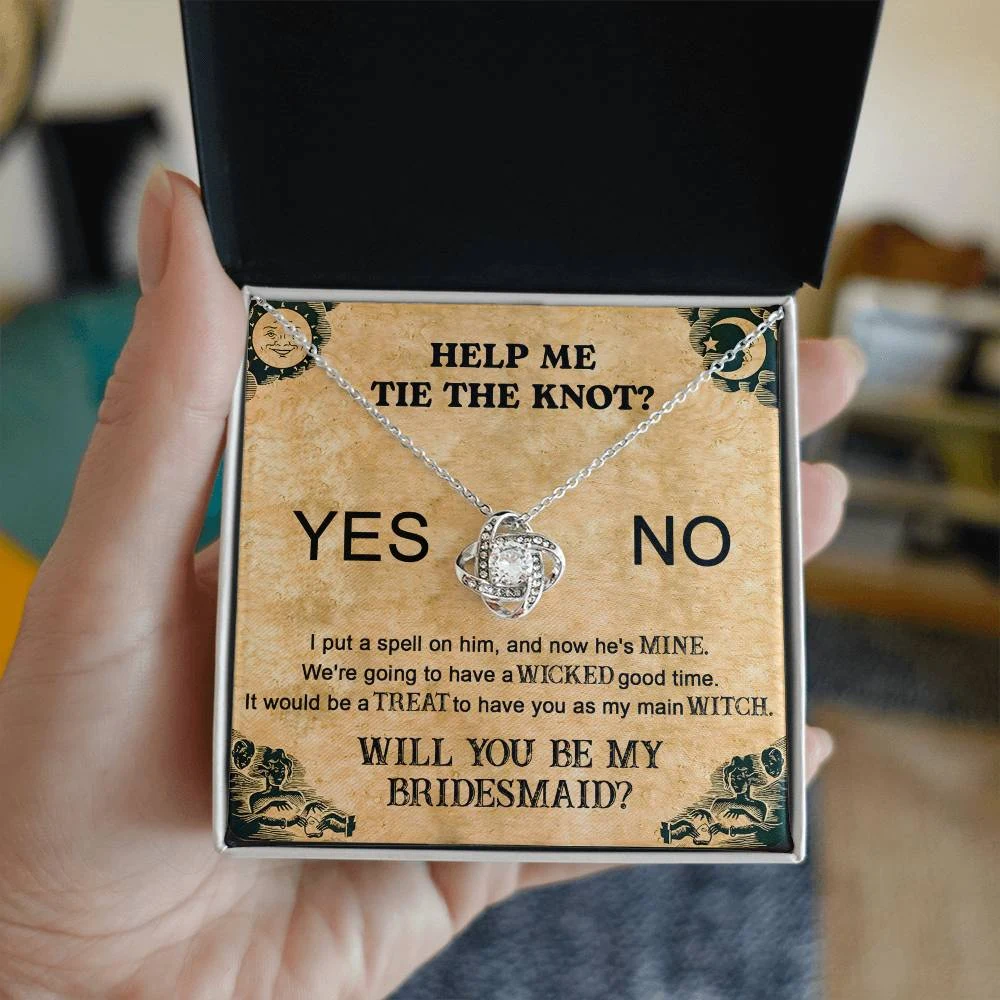 HELP ME
TIE THE KNOT?
YES NO
I put a spell on him, and now he's MINE.
We're going to have a WICKED good time.
It would be a TREAT to have you as my main WITCH.
WILL YOU BE MY
BRIDESMAID?